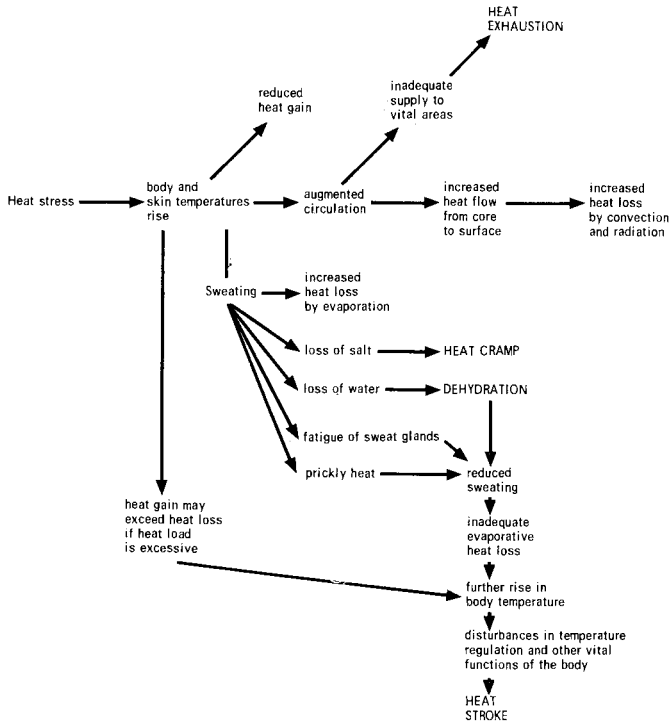 HEAT
EXHAUSTION
inadequate
supply to
vital areas
reduced
heat gain
Heat stress
body and
skin temperatures
rise
augmented
circulation
increased
heat flow
from core
to surface
increased
heat loss
by convection
and radiation
Sweating
increased
heat loss
by evaporation
loss of salt
HEAT CRAMP
loss of water
DEHYDRATION
fatigue of sweat glands
prickly heat
reduced
sweating
heat gain may
exceed heat loss
if heat load
is excessive
inadequate
evaporative
heat loss
further rise in
body temperature
disturbances in temperature
regulation and other vital
functions of the body
HEAT
STROKE